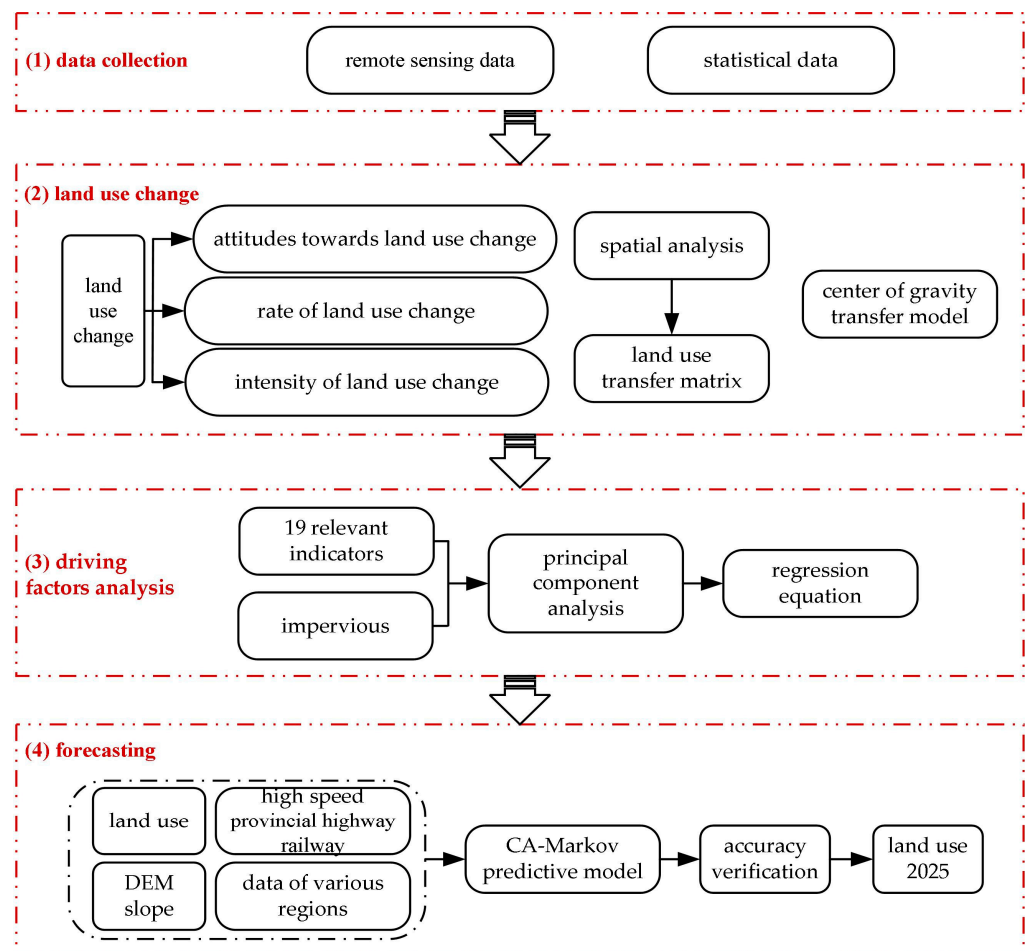 (1) data collection
remote sensing data
statistical data
(2) land use change
land
use
change
attitudes towards land use change
rate of land use change
intensity of land use change
spatial analysis
land use
transfer matrix
center of gravity
transfer model
(3) driving
factors analysis
19 relevant
indicators
impervious
principal
component
analysis
regression
equation
(4) forecasting
land use
high speed
provincial highway
railway
DEM
slope
data of various
regions
CA-Markov
predictive model
accuracy
verification
land use
2025